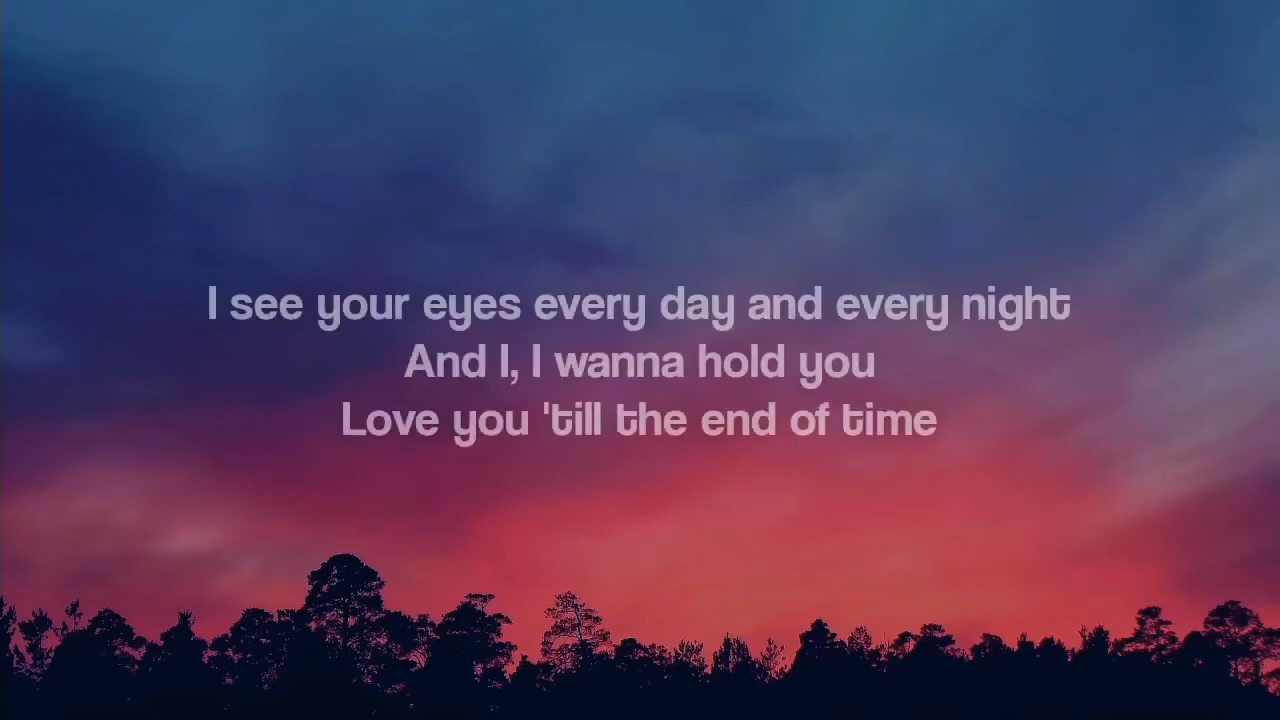 I see your eyes every day and every night
And I, I wanna hold you
Love you 'till the end of time